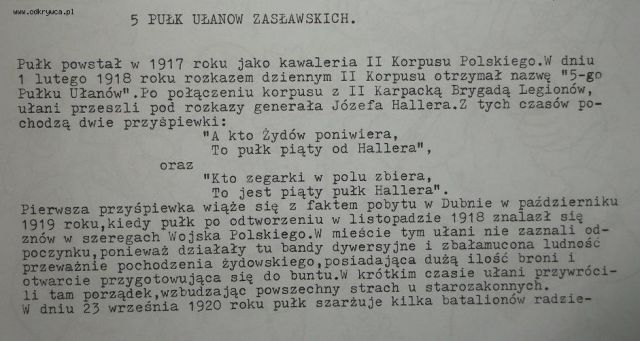 www.odkrywca.pl
5 PUŁK UŁANOW ZASŁAWSKICH.
Pułk powstał w 1917 roku jako kawaleria II Korpusu Polskiego.W dniu
1 lutego 1918 roku rozkazem dziennym II Korpusu otrzymał nazwę "5-go
Pułku Ułanów".Po połączeniu korpusu z II Karpacką Brygadą Legionów,
ułani przeszli pod rozkazy generała Józefa Hallera.Z tych czasów po-
chodzą dwie przyśpiewki:
"A kto Żydów poniwiera,
To pułk piąty od Hallera",
oraz
"Kto zegarki w polu zbiera,
To jest piąty pułk Hallera".
Pierwsza przyśpiewka wiąże się z faktem pobytu w Dubnie w październiku
1919 roku,kiedy pułk po odtworzeniu w listopadzie 1918 znalazł się
znów w szeregach Wojska Polskiego.W mieście tym ułani nie zaznali od-
poczynku,ponieważ działały tu bandy dywersyjne i zbałamucona ludność
przeważnie pochodzenia żydowskiego,posiadająca dużą ilość broni i
otwarcie przygotowująca się do buntu.W krótkim czasie ułani przywróci-
li tam porządek,wzbudzając powszechny strach u starozakonnych.
W dniu 23 września 1920 roku pułk szarżuje kilka batalionów radzie-